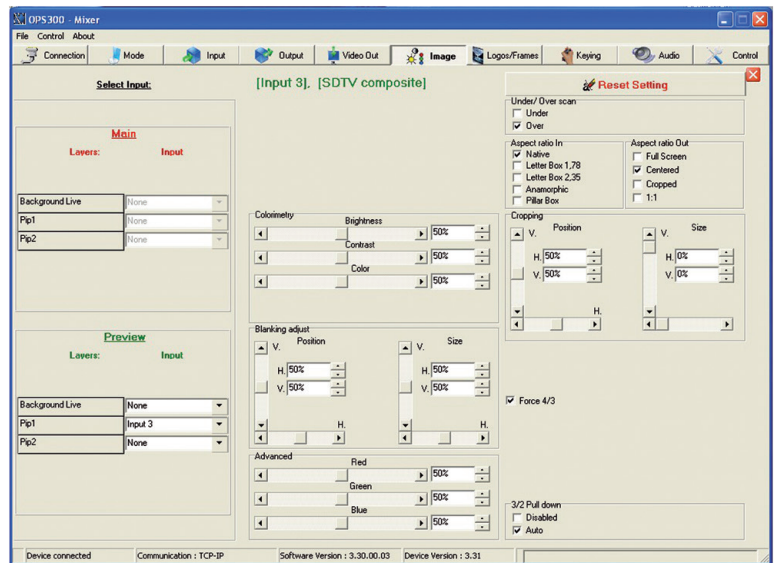 OPS300 - Mixer
File Control About
Connection Mode Input Output Video Out Image Logos/Frames Keying Audio Control
Select Input:
[Input 3], [SDTV composite]
Reset Setting
Main
Layers: Input
Background Live None
Pip1 None
Pip2 None
Preview
Layers: Input
Background Live None
Pip1 Input 3
Pip2 None
Colorimetry
Brightness
50%
Contrast
50%
Color
50%
Blanking adjust
Position
V.
H. 50%
V. 50%
H.
Size
V.
H. 50%
V. 50%
H.
Advanced
Red
50%
Green
50%
Blue
50%
Under/ Over scan
Under
Over
Aspect ratio In
Native
Letter Box 1,78
Letter Box 2,35
Anamorphic
Pillar Box
Aspect ratio Out
Full Screen
Centered
Cropped
1:1
Cropping
Position
V.
H. 50%
V. 50%
H.
Size
V.
H. 0%
V. 0%
Force 4/3
3/2 Pull down
Disabled
Auto
Device connected Communication : TCP-IP Software Version : 3.30.00.03 Device Version : 3.31